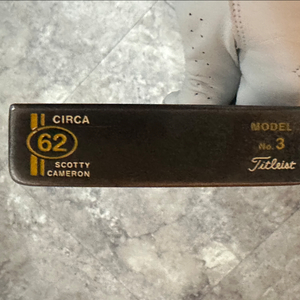 CIRCA
62
SCOTTY
CAMERON
MODEL
No. 3
Titleist